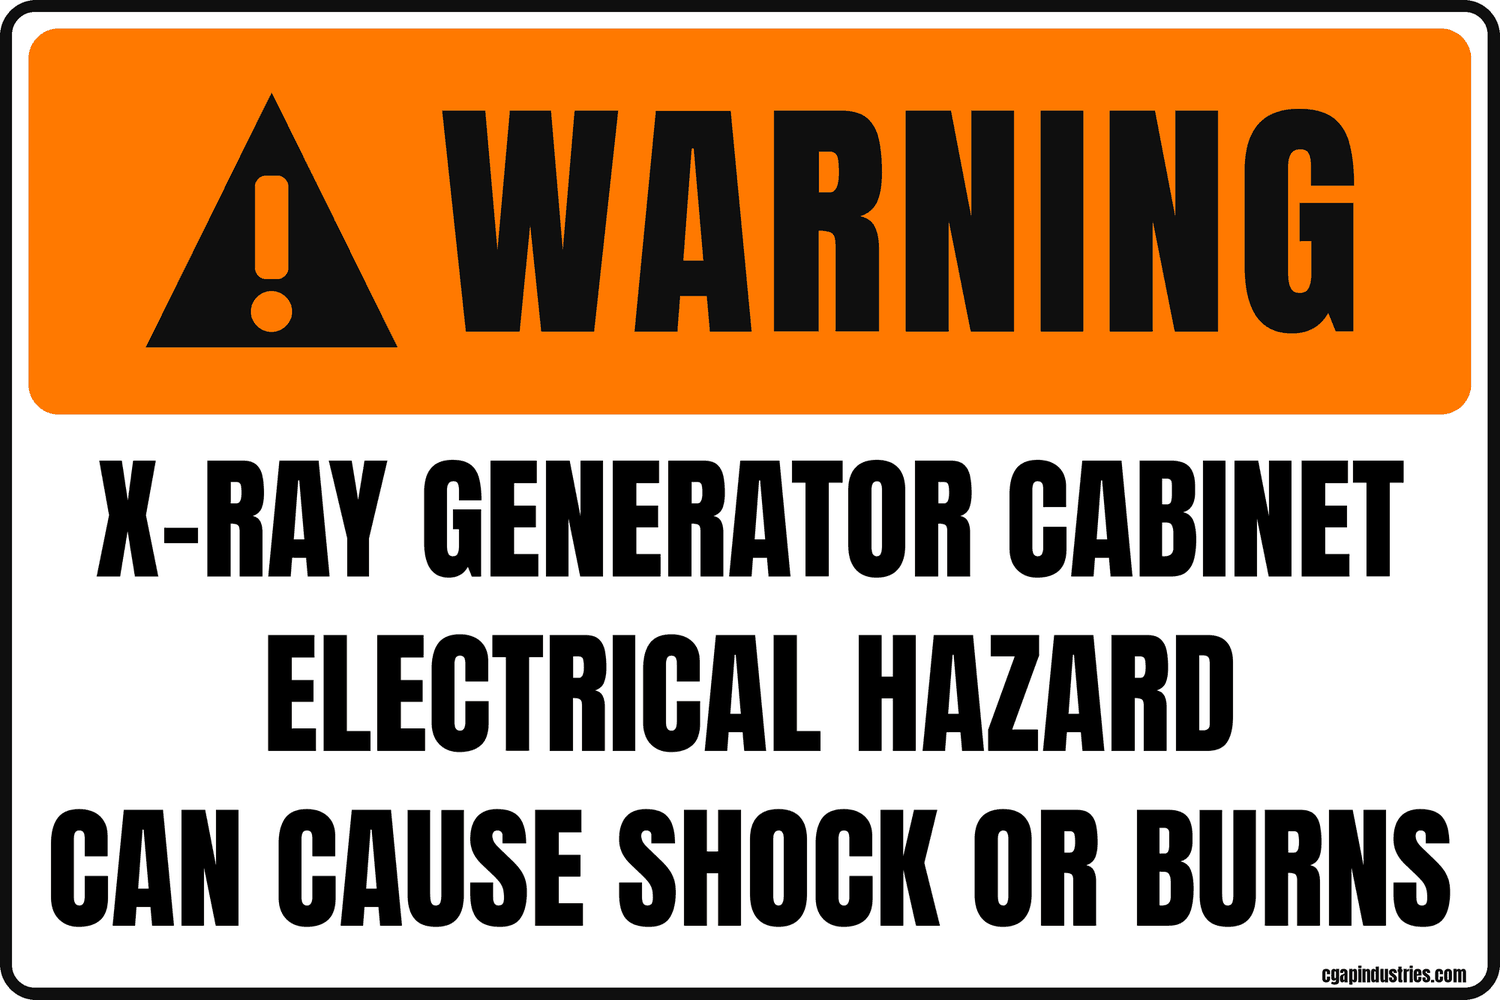 WARNING
X-RAY GENERATOR CABINET
ELECTRICAL HAZARD
CAN CAUSE SHOCK OR BURNS
cgapindustries.com